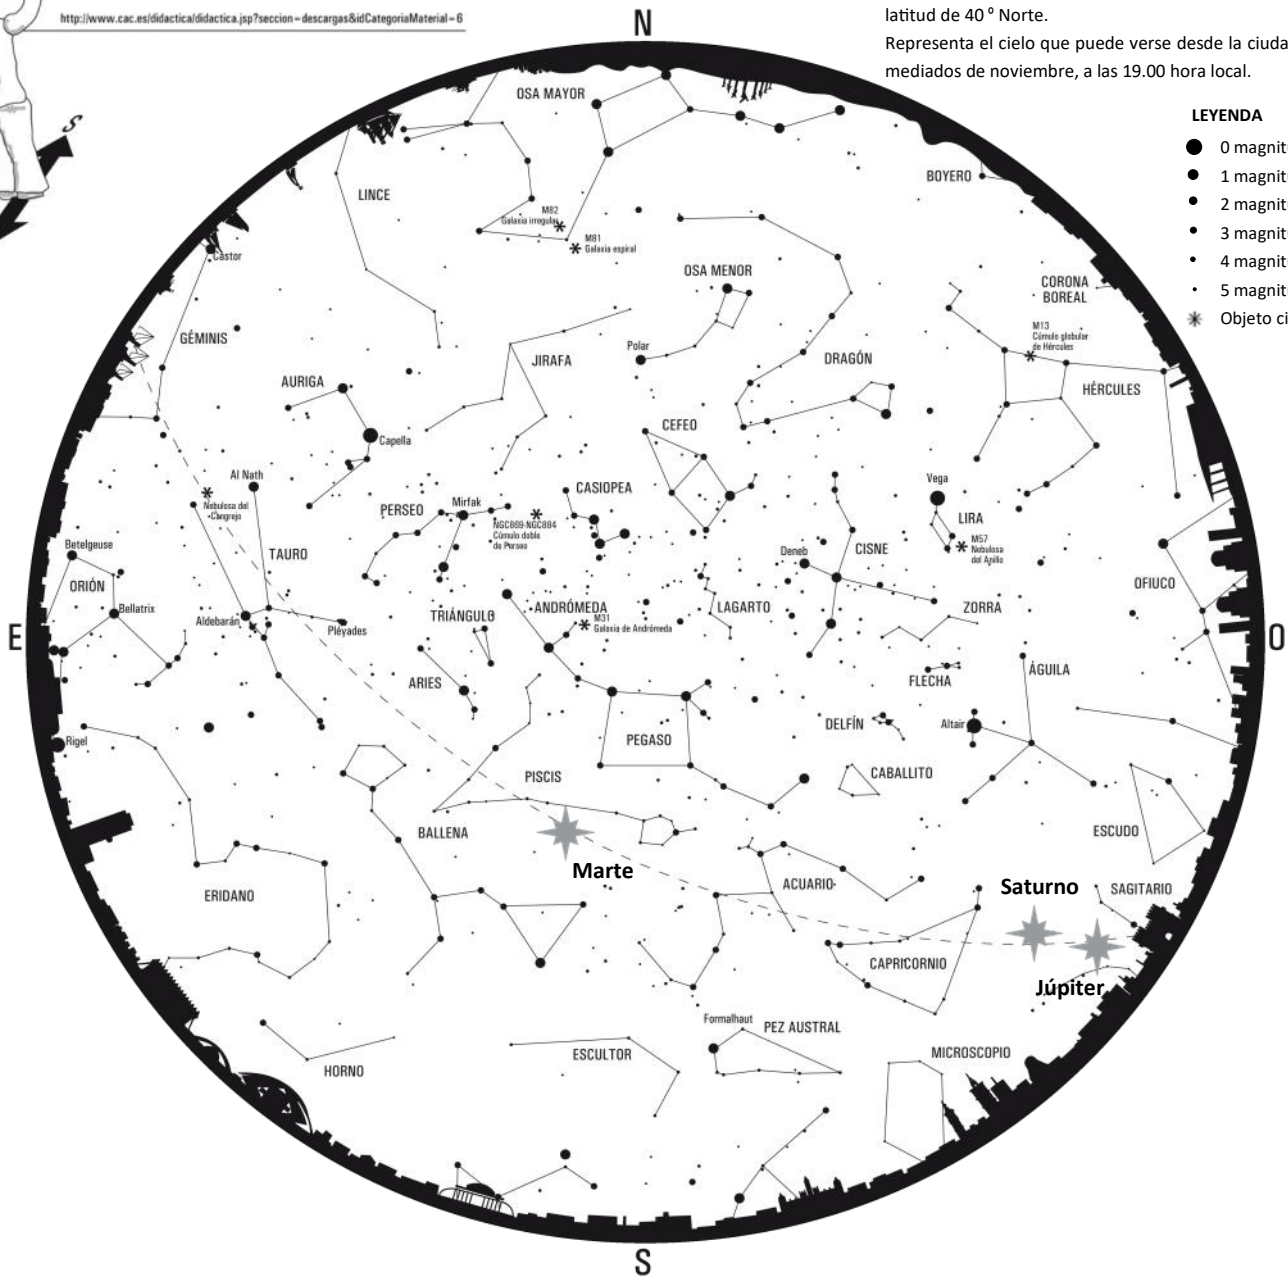 http://www.cac.es/didactica/didactica.jsp?seccion=descargas&idCategoriaMaterial=6
latitud de 40 º Norte.
Representa el cielo que puede verse desde la ciuda
mediados de noviembre, a las 19.00 hora local.
LEYENDA
0 magnit
1 magnit
2 magnit
3 magnit
4 magnit
5 magnit
Objeto ci
S
N
OSA MAYOR
BOYERO
LINCE
M82
Galaxia irregular
M81
Galaxia espiral
Castor
OSA MENOR
CORONA
BOREAL
GÉMINIS
M13
Cúmulo globular
de Hércules
Polar
JIRAFA
DRAGÓN
HÉRCULES
AURIGA
CEFEO
Capella
Al Nath
CASIOPEA
Vega
Nebulosa del
Cangrejo
PERSEO
Mirfak
NGC869-NGC884
Cúmulo doble
de Perseo
LIRA
M57
Nebulosa
del Anillo
Betelgeuse
TAURO
Deneb
CISNE
ORIÓN
OFIUCO
Bellatrix
TRIÁNGULO
ANDRÓMEDA
M31
Galaxia de Andrómeda
LAGARTO
ZORRA
Aldebarán
Pléyades
E
O
ARIES
FLECHA
ÁGUILA
Rigel
PEGASO
DELFÍN
Altair
PISCIS
CABALLITO
BALLENA
ESCUDO
Marte
ERIDANO
ACUARIO
Saturno
SAGITARIO
CAPRICORNIO
Júpiter
Formalhaut
PEZ AUSTRAL
HORNO
ESCULTOR
MICROSCOPIO
S